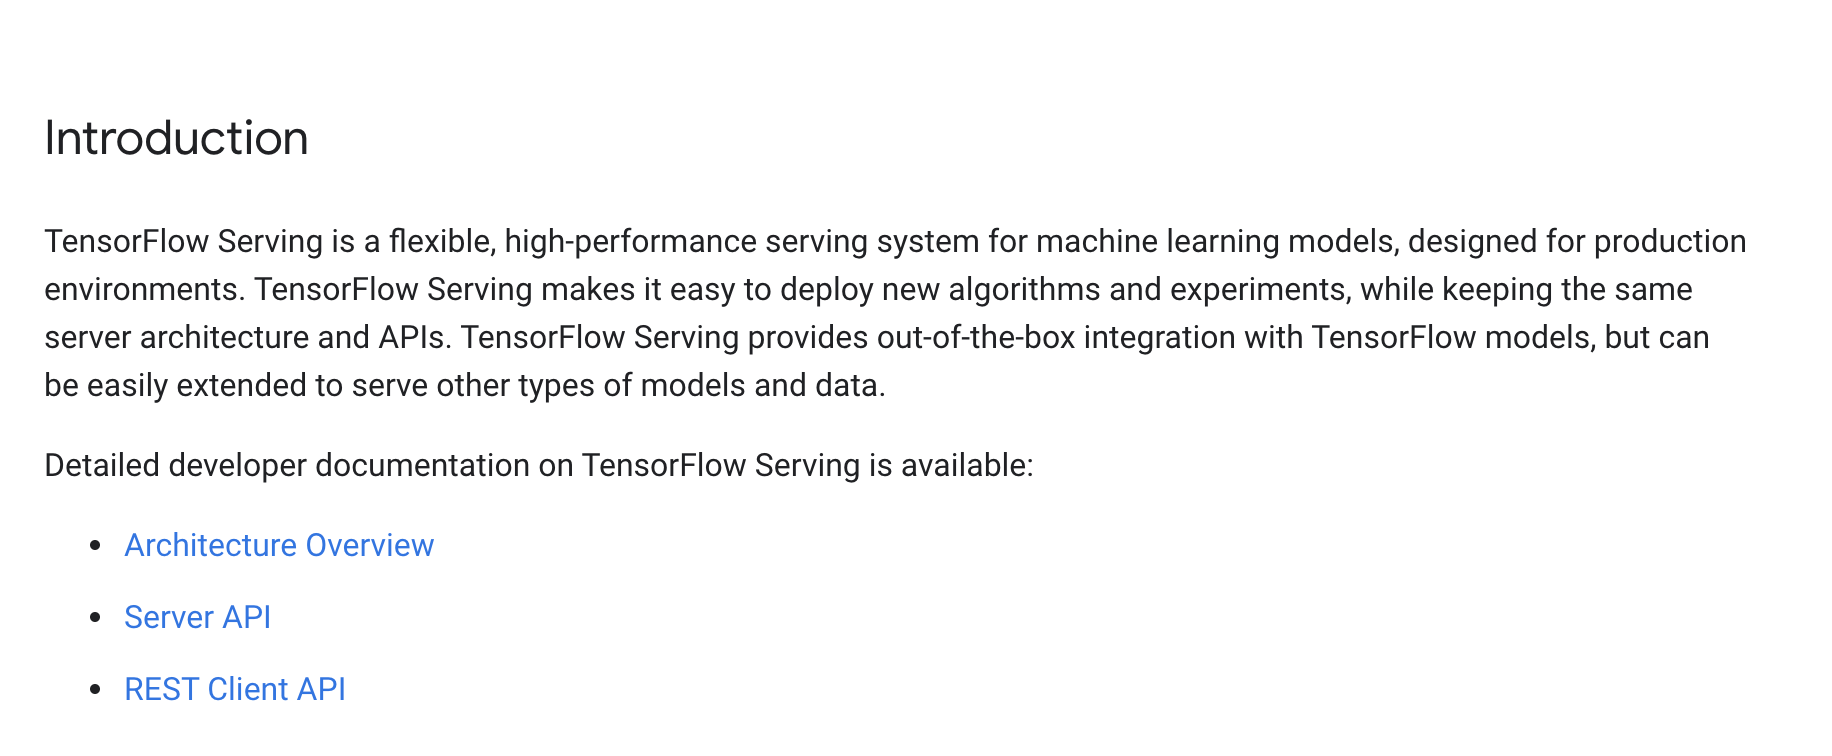 Introduction
TensorFlow Serving is a flexible, high-performance serving system for machine learning models, designed for production
environments. TensorFlow Serving makes it easy to deploy new algorithms and experiments, while keeping the same
server architecture and APIs. TensorFlow Serving provides out-of-the-box integration with TensorFlow models, but can
be easily extended to serve other types of models and data.
Detailed developer documentation on TensorFlow Serving is available:
• Architecture Overview
• Server API
• REST Client API